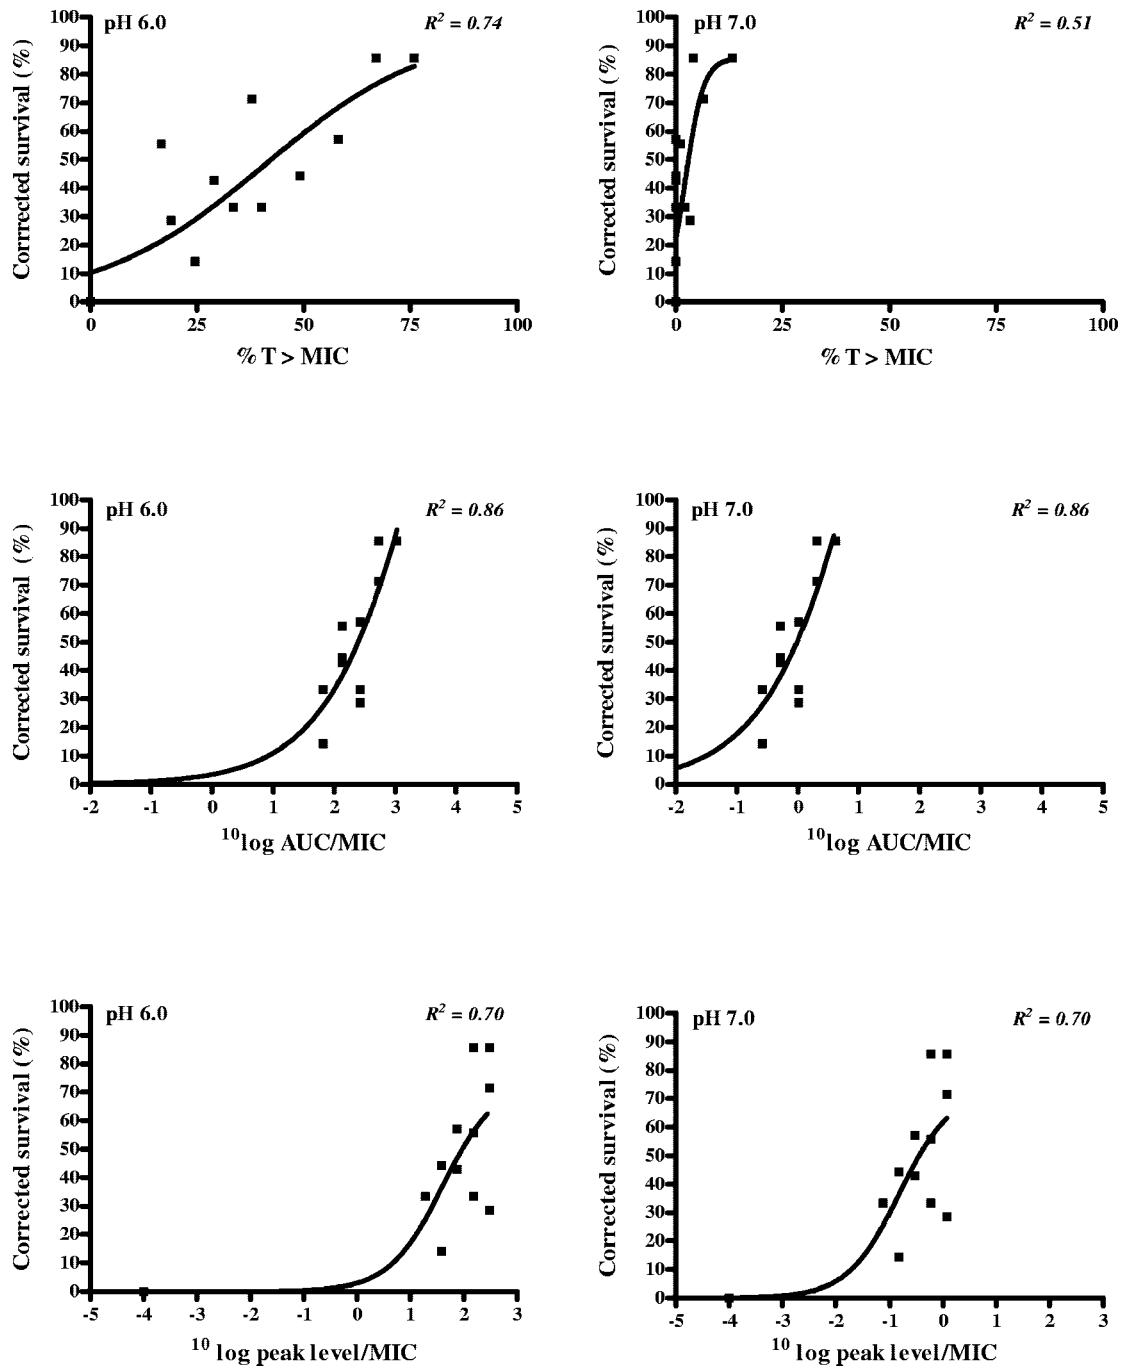 pH 6.0
R² = 0.74
Corrrected survival (%)
100
90
80
70
60
50
40
30
20
10
0
0 25 50 75 100
% T > MIC
pH 7.0
R² = 0.51
Corrected survival (%)
100
90
80
70
60
50
40
30
20
10
0
0 25 50 75 100
% T > MIC
pH 6.0
R² = 0.86
Corrected survival (%)
100
90
80
70
60
50
40
30
20
10
0
-2 -1 0 1 2 3 4 5
¹⁰log AUC/MIC
pH 7.0
R² = 0.86
Corrected survival (%)
100
90
80
70
60
50
40
30
20
10
0
-2 -1 0 1 2 3 4 5
¹⁰log AUC/MIC
pH 6.0
R² = 0.70
Corrected survival (%)
100
90
80
70
60
50
40
30
20
10
0
-5 -4 -3 -2 -1 0 1 2 3
¹⁰ log peak level/MIC
pH 7.0
R² = 0.70
Corrected survival (%)
100
90
80
70
60
50
40
30
20
10
0
-5 -4 -3 -2 -1 0 1 2 3
¹⁰ log peak level/MIC